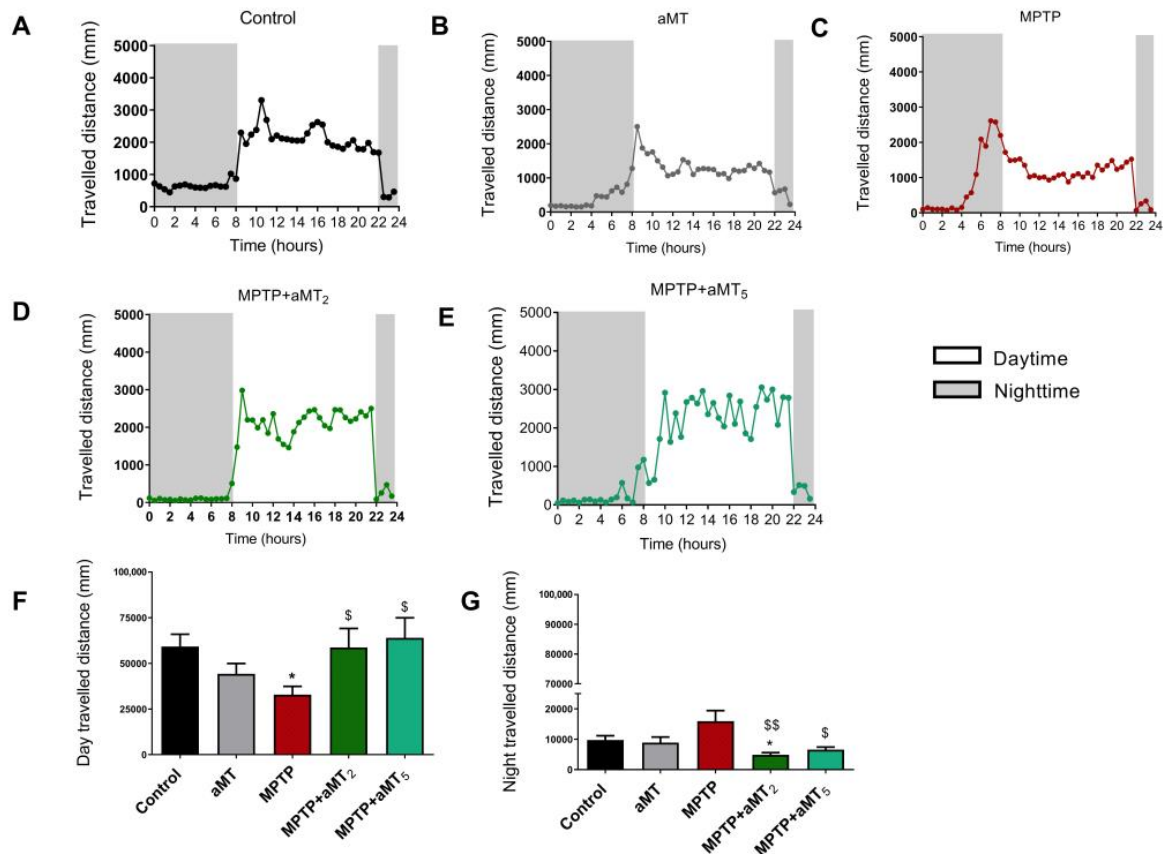 A
Control
Travelled distance (mm)
5000
4000
3000
2000
1000
0
0 2 4 6 8 10 12 14 16 18 20 22 24
Time (hours)
B
aMT
Travelled distance (mm)
5000
4000
3000
2000
1000
0
0 2 4 6 8 10 12 14 16 18 20 22 24
Time (hours)
C
MPTP
Travelled distance (mm)
5000
4000
3000
2000
1000
0
0 2 4 6 8 10 12 14 16 18 20 22 24
Time (hours)
D
MPTP+aMT2
Travelled distance (mm)
5000
4000
3000
2000
1000
0
0 2 4 6 8 10 12 14 16 18 20 22 24
Time (hours)
E
MPTP+aMT5
Travelled distance (mm)
5000
4000
3000
2000
1000
0
0 2 4 6 8 10 12 14 16 18 20 22 24
Time (hours)
Daytime
Nighttime
F
Day travelled distance (mm)
100,000
75000
50000
25000
0
*
$
$
Control
aMT
MPTP
MPTP+aMT2
MPTP+aMT5
G
Night travelled distance (mm)
100,000
90000
80000
70000
60000
50000
40000
30000
20000
10000
0
$$
*
$
Control
aMT
MPTP
MPTP+aMT2
MPTP+aMT5